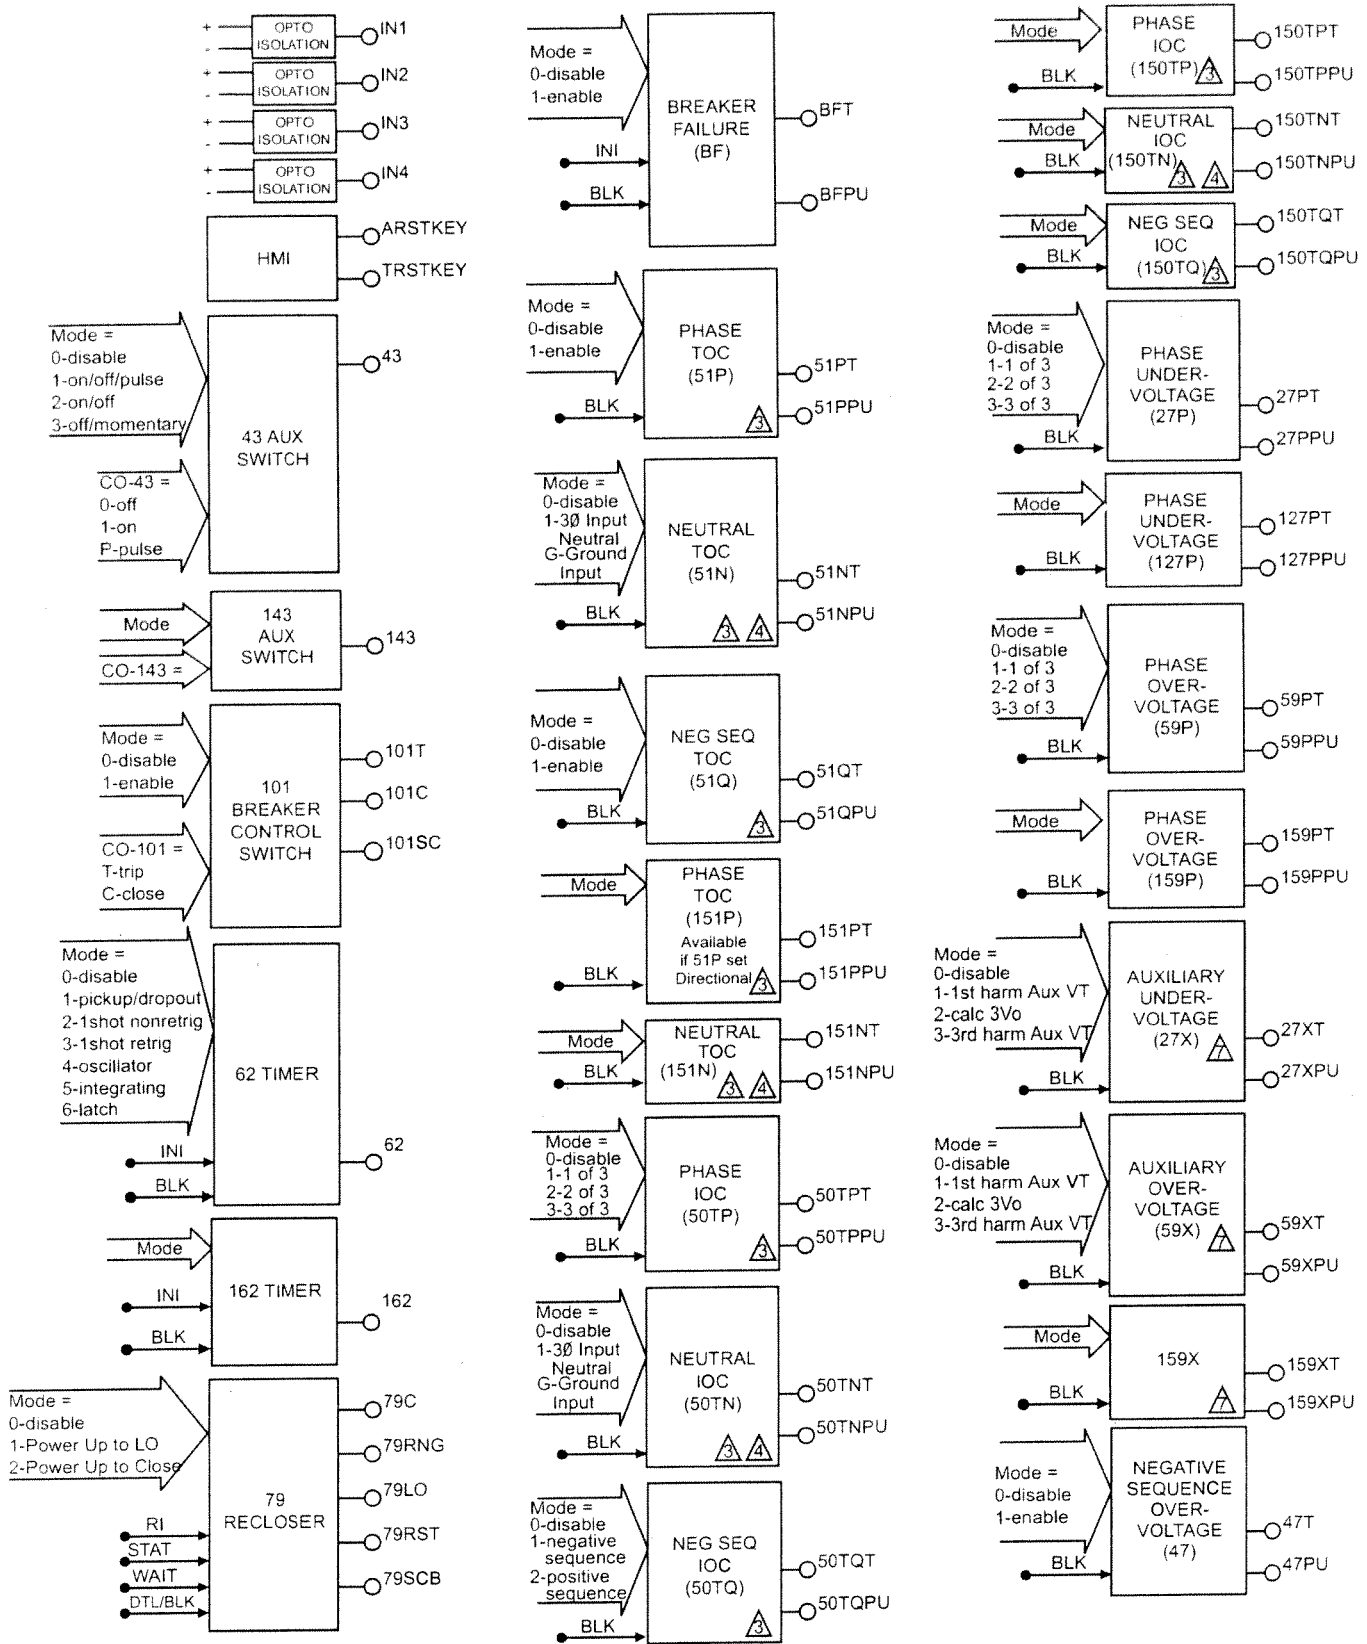 +
-
OPTO
ISOLATION
IN1
+
-
OPTO
ISOLATION
IN2
+
-
OPTO
ISOLATION
IN3
+
-
OPTO
ISOLATION
IN4
HMI
ARSTKEY
TRSTKEY
Mode =
0-disable
1-on/off/pulse
2-on/off
3-off/momentary
CO-43 =
0-off
1-on
P-pulse
43 AUX
SWITCH
43
Mode
CO-143 =
143
AUX
SWITCH
143
Mode =
0-disable
1-enable
CO-101 =
T-trip
C-close
101
BREAKER
CONTROL
SWITCH
101T
101C
101SC
Mode =
0-disable
1-pickup/dropout
2-1shot nonretrig
3-1shot retrig
4-oscillator
5-integrating
6-latch
INI
BLK
62 TIMER
62
Mode
INI
BLK
162 TIMER
162
Mode =
0-disable
1-Power Up to LO
2-Power Up to Close
RI
STAT
WAIT
DTL/BLK
79
RECLOSER
79C
79RNG
79LO
79RST
79SCB
Mode =
0-disable
1-enable
INI
BLK
BREAKER
FAILURE
(BF)
BFT
BFPU
Mode =
0-disable
1-enable
BLK
PHASE
TOC
(51P)
3
51PT
51PPU
Mode =
0-disable
1-3Ø Input
Neutral
G-Ground
Input
BLK
NEUTRAL
TOC
(51N)
3 4
51NT
51NPU
Mode =
0-disable
1-enable
BLK
NEG SEQ
TOC
(51Q)
3
51QT
51QPU
Mode
BLK
PHASE
TOC
(151P)
Available
if 51P set
Directional
3
151PT
151PPU
Mode
BLK
NEUTRAL
TOC
(151N)
3 4
151NT
151NPU
Mode =
0-disable
1-1 of 3
2-2 of 3
3-3 of 3
BLK
PHASE
IOC
(50TP)
3
50TPT
50TPPU
Mode =
0-disable
1-3Ø Input
Neutral
G-Ground
Input
BLK
NEUTRAL
IOC
(50TN)
3 4
50TNT
50TNPU
Mode =
0-disable
1-negative
sequence
2-positive
sequence
BLK
NEG SEQ
IOC
(50TQ)
3
50TQT
50TQPU
Mode
BLK
PHASE
IOC
(150TP)
3
150TPT
150TPPU
Mode
BLK
NEUTRAL
IOC
(150TN)
3 4
150TNT
150TNPU
Mode
BLK
NEG SEQ
IOC
(150TQ)
3
150TQT
150TQPU
Mode =
0-disable
1-1 of 3
2-2 of 3
3-3 of 3
BLK
PHASE
UNDER-
VOLTAGE
(27P)
27PT
27PPU
Mode
BLK
PHASE
UNDER-
VOLTAGE
(127P)
127PT
127PPU
Mode =
0-disable
1-1 of 3
2-2 of 3
3-3 of 3
BLK
PHASE
OVER-
VOLTAGE
(59P)
59PT
59PPU
Mode
BLK
PHASE
OVER-
VOLTAGE
(159P)
159PT
159PPU
Mode =
0-disable
1-1st harm Aux VT
2-calc 3Vo
3-3rd harm Aux VT
BLK
AUXILIARY
UNDER-
VOLTAGE
(27X)
7
27XT
27XPU
Mode =
0-disable
1-1st harm Aux VT
2-calc 3Vo
3-3rd harm Aux VT
BLK
AUXILIARY
OVER-
VOLTAGE
(59X)
7
59XT
59XPU
Mode
BLK
159X
7
159XT
159XPU
Mode =
0-disable
1-enable
BLK
NEGATIVE
SEQUENCE
OVER-
VOLTAGE
(47)
47T
47PU